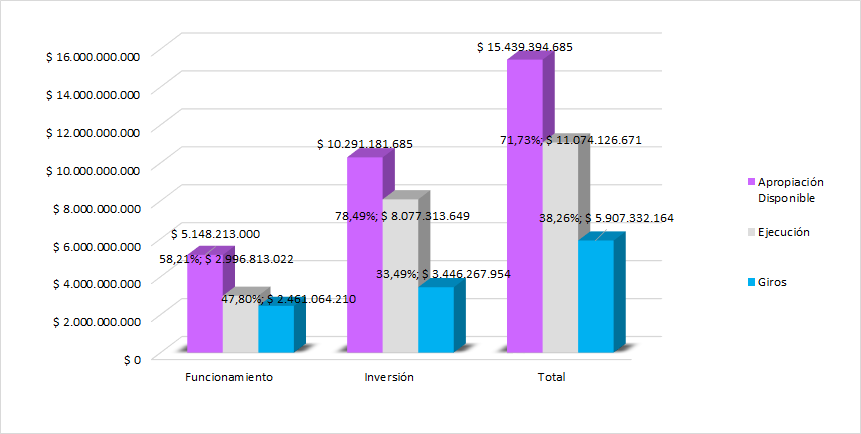 $ 16.000.000.000
$ 14.000.000.000
$ 12.000.000.000
$ 10.000.000.000
$ 8.000.000.000
$ 6.000.000.000
$ 4.000.000.000
$ 2.000.000.000
$ 0
$ 5.148.213.000
58,21%; $ 2.996.813.022
47,80%; $ 2.461.064.210
$ 10.291.181.685
78,49%; $ 8.077.313.649
33,49%; $ 3.446.267.954
$ 15.439.394.685
71,73%; $ 11.074.126.671
38,26%; $ 5.907.332.164
Funcionamiento
Inversión
Total
Apropiación
Disponible
Ejecución
Giros